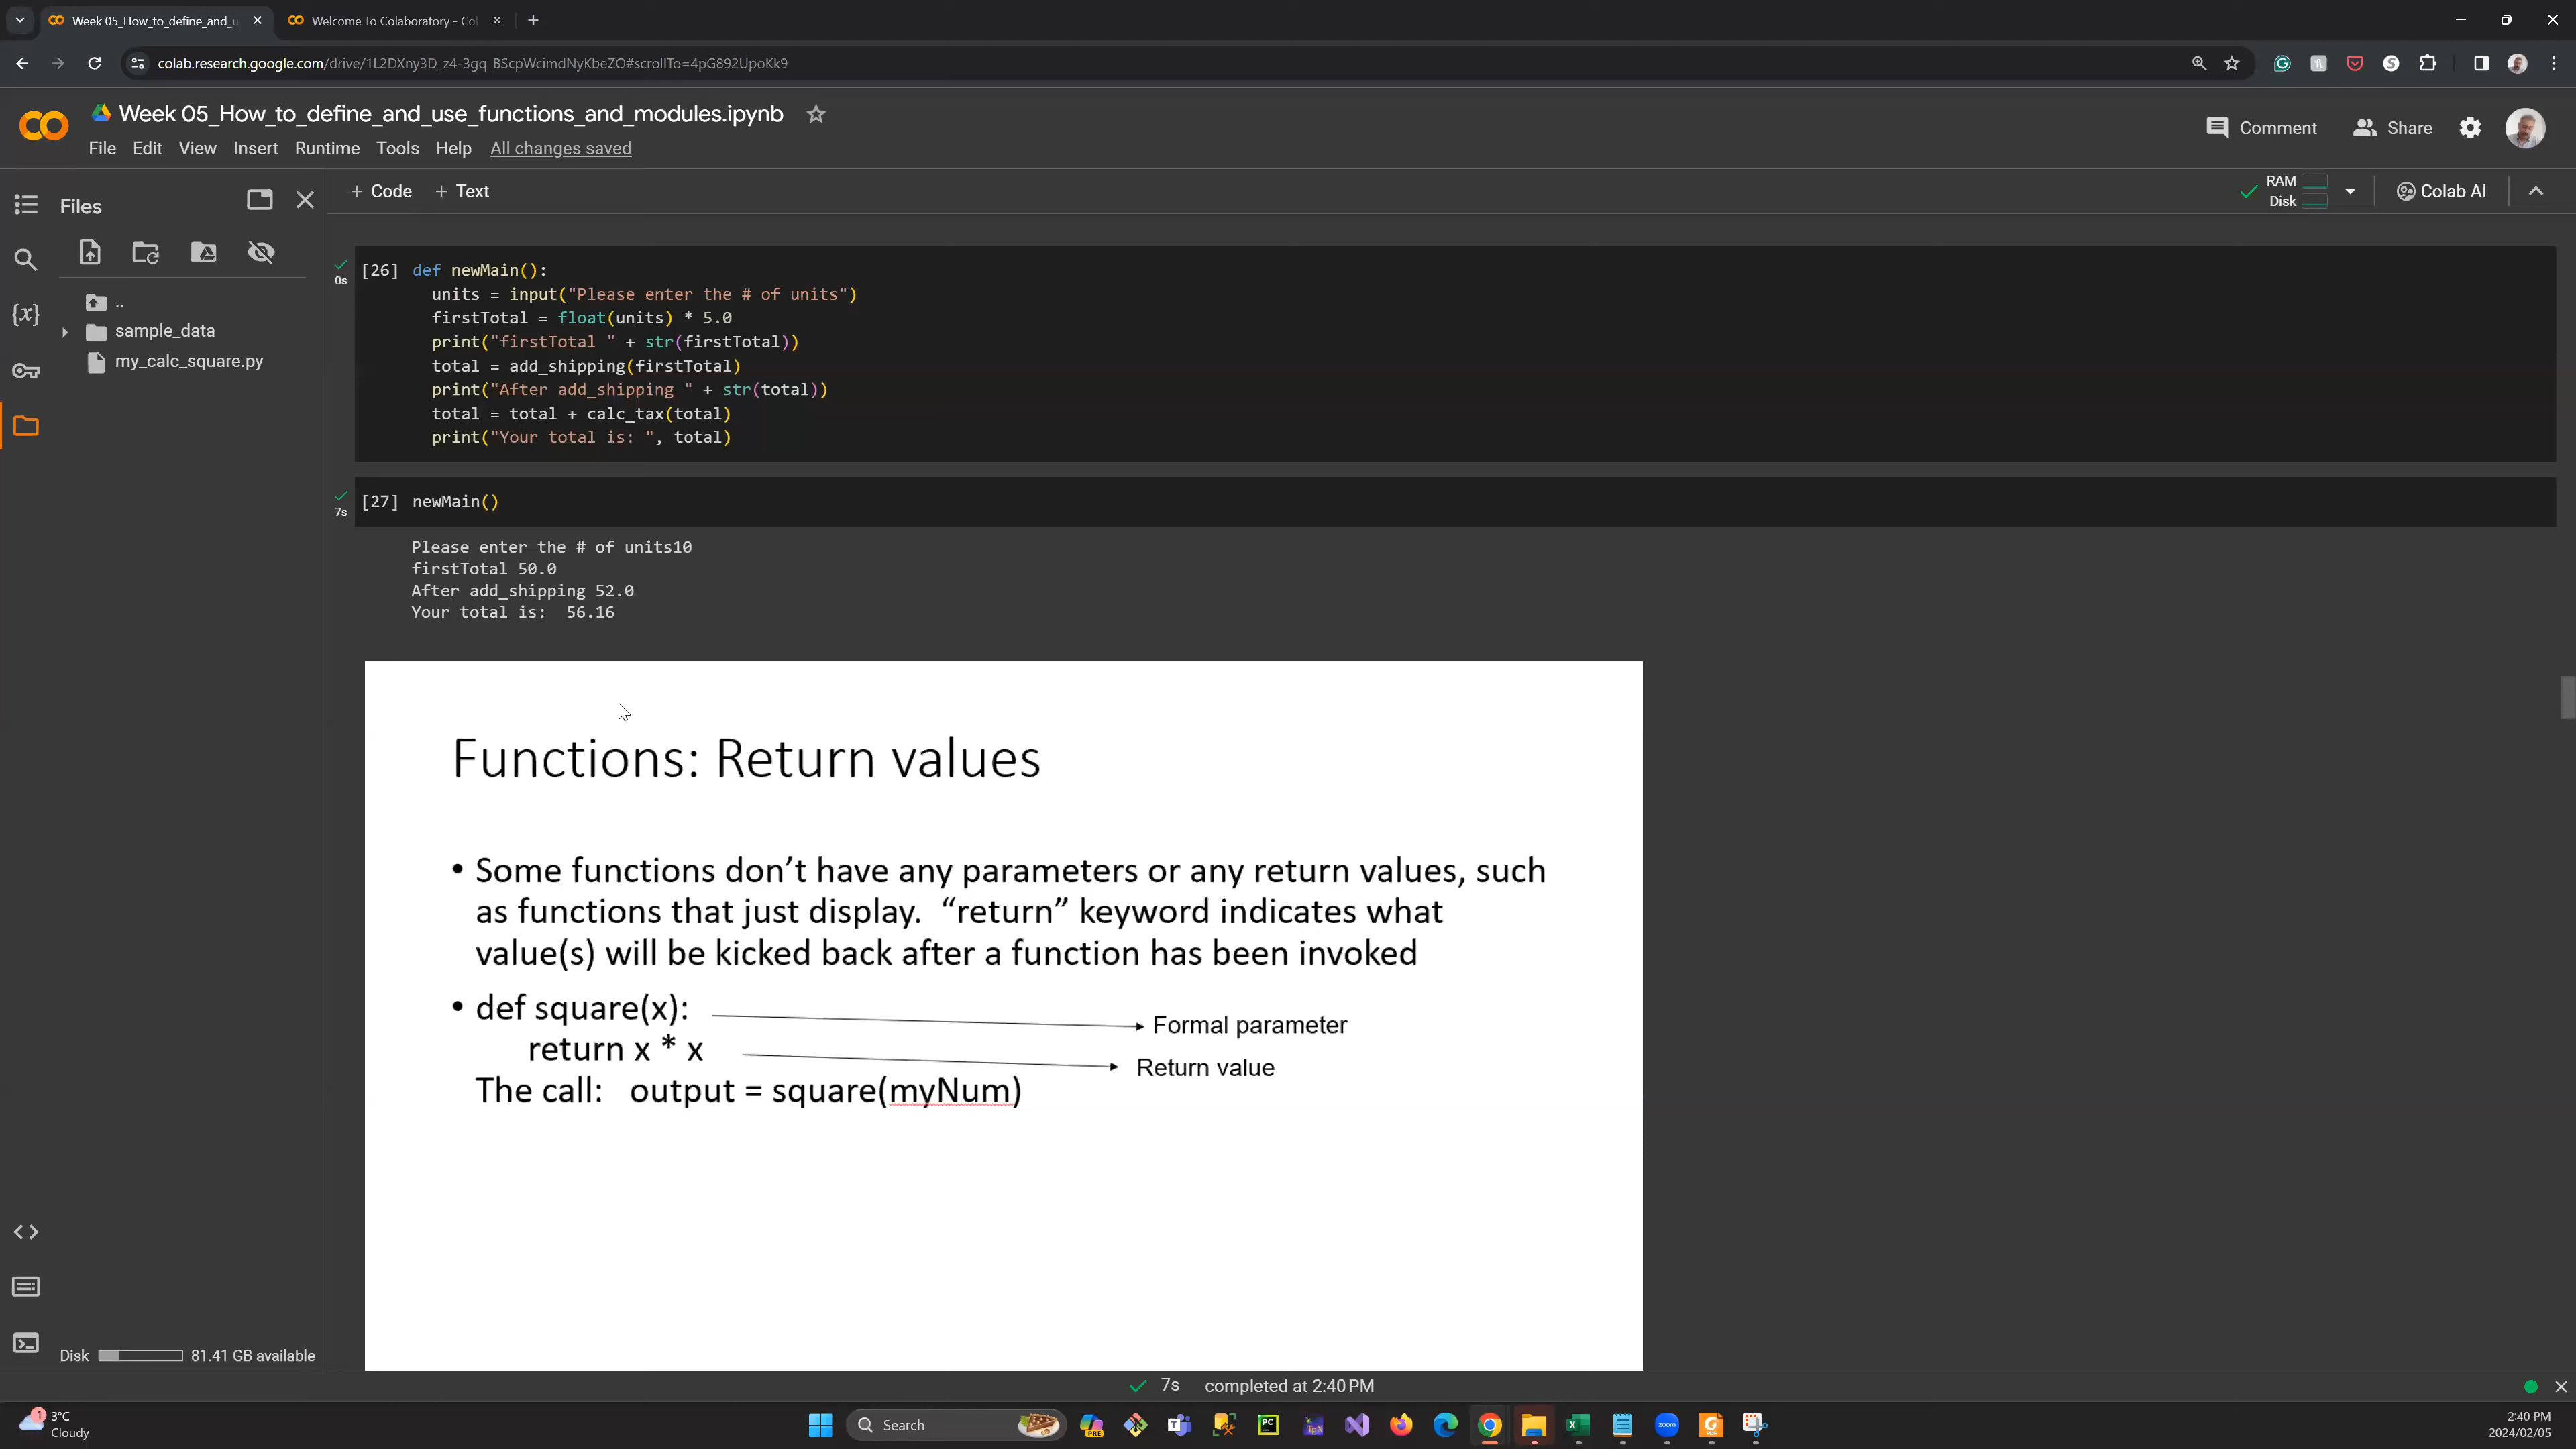 Week 05_How_to_define_and_u
Welcome To Colaboratory - Col
colab.research.google.com/drive/1L2DXny3D_z4-3gq_BScpWcimdNyKbeZO#scrollTo=4pG892UpoKk9
Week 05_How_to_define_and_use_functions_and_modules.ipynb
Comment
Share
File Edit View Insert Runtime Tools Help All changes saved
Files
+ Code + Text
RAM
Disk
Colab AI
..
sample_data
my_calc_square.py
{x}
0s
[26] def newMain():
units = input("Please enter the # of units")
firstTotal = float(units) * 5.0
print("firstTotal " + str(firstTotal))
total = add_shipping(firstTotal)
print("After add_shipping " + str(total))
total = total + calc_tax(total)
print("Your total is: ", total)
7s
[27] newMain()
Please enter the # of units10
firstTotal 50.0
After add_shipping 52.0
Your total is:  56.16
Functions: Return values
• Some functions don’t have any parameters or any return values, such
as functions that just display.  “return” keyword indicates what
value(s) will be kicked back after a function has been invoked
• def square(x):
Formal parameter
return x * x
Return value
The call:   output = square(myNum)
Disk 81.41 GB available
7s completed at 2:40 PM
1
3°C
Cloudy
Search
PRE
PC
zoom
2:40 PM
2024/02/05